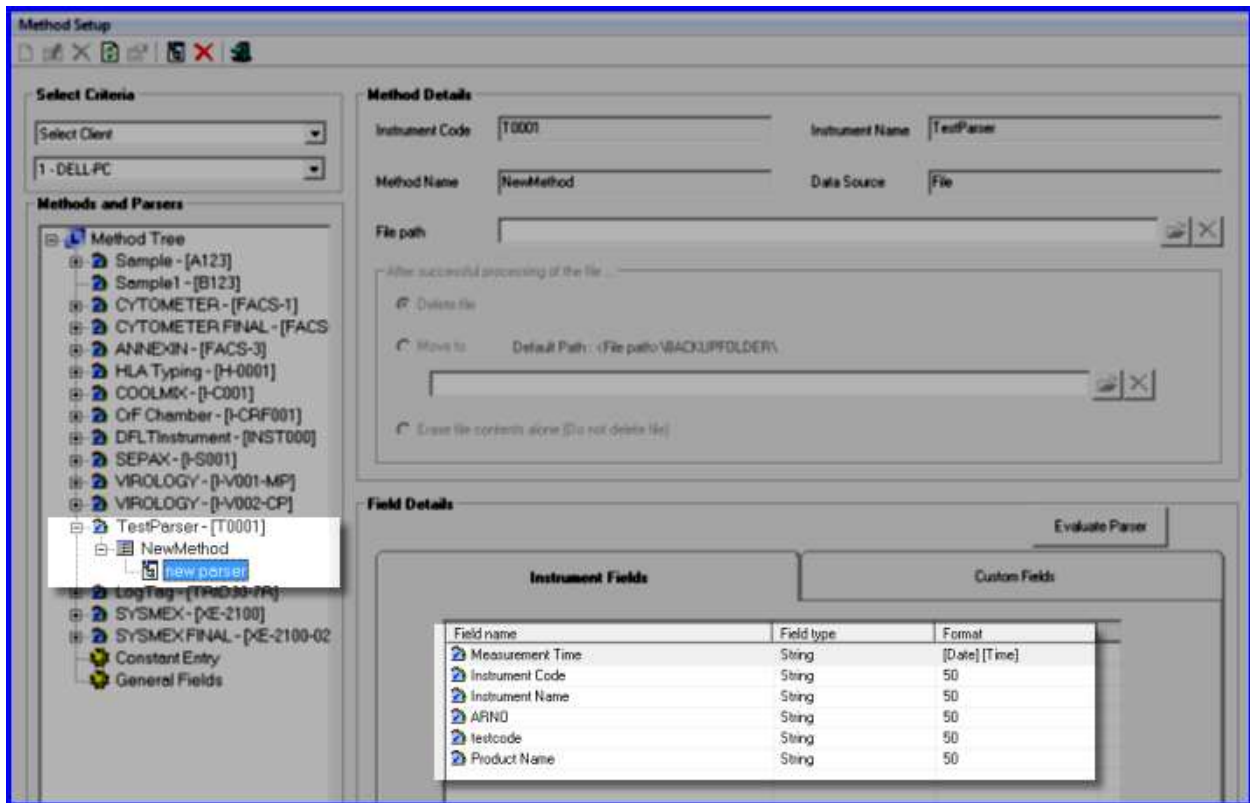 Method Setup
Select Criteria
Select Client
1 - DELL-PC
Methods and Parsers
Method Tree
Sample - [A123]
Sample1 - [B123]
CYTOMETER - [FACS-1]
CYTOMETER FINAL - [FACS
ANNEXIN - [FACS-3]
HLA Typing - [H-0001]
COOLMIX - [I-C001]
CrF Chamber - [I-CRF001]
DFLTInstrument - [INST000]
SEPAX - [I-S001]
VIROLOGY - [I-V001-MP]
VIROLOGY - [I-V002-CP]
TestParser - [T0001]
NewMethod
new parser
LogTag - [TRID30-7R]
SYSMEX - [XE-2100]
SYSMEX FINAL - [XE-2100-02
Constant Entry
General Fields
Method Details
Instrument Code T0001 Instrument Name TestParser
Method Name NewMethod Data Source File
File path
After successful processing of the file ...
Delete file
Move to Default Path : <File path>\BACKUPFOLDER\
Erase file contents alone (Do not delete file)
Field Details
Evaluate Parser
Instrument Fields Custom Fields
Field name Field type Format
Measurement Time String [Date] [Time]
Instrument Code String 50
Instrument Name String 50
ARNO String 50
testcode String 50
Product Name String 50